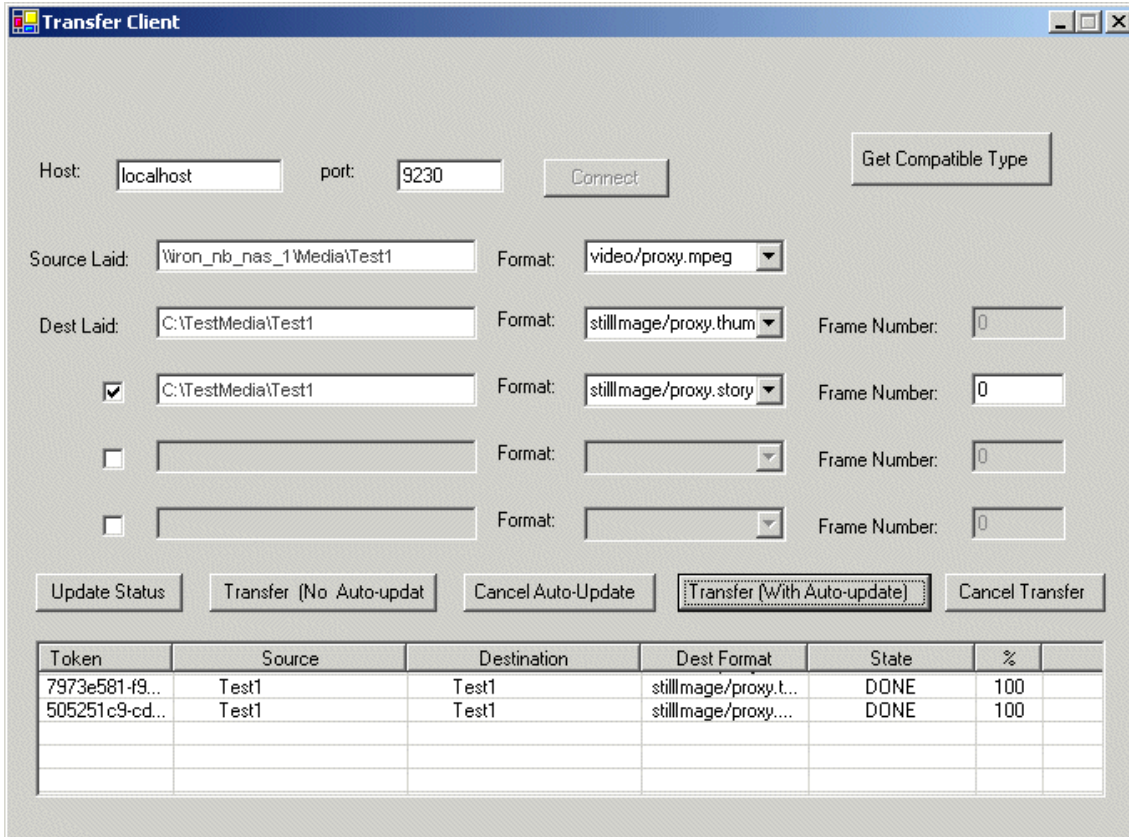 Transfer Client
Get Compatible Type
Host: localhost port: 9230 Connect
Source Laid: \\iron_nb_nas_1\Media\Test1 Format: video/proxy.mpeg
Dest Laid: C:\TestMedia\Test1 Format: stillImage/proxy.thum Frame Number: 0
C:\TestMedia\Test1 Format: stillImage/proxy.story Frame Number: 0
Format: Frame Number: 0
Format: Frame Number: 0
Update Status Transfer (No Auto-updat Cancel Auto-Update Transfer (With Auto-update) Cancel Transfer
Token Source Destination Dest Format State %
7973e581-f9... Test1 Test1 stillImage/proxy.t... DONE 100
505251c9-cd... Test1 Test1 stillImage/proxy.... DONE 100